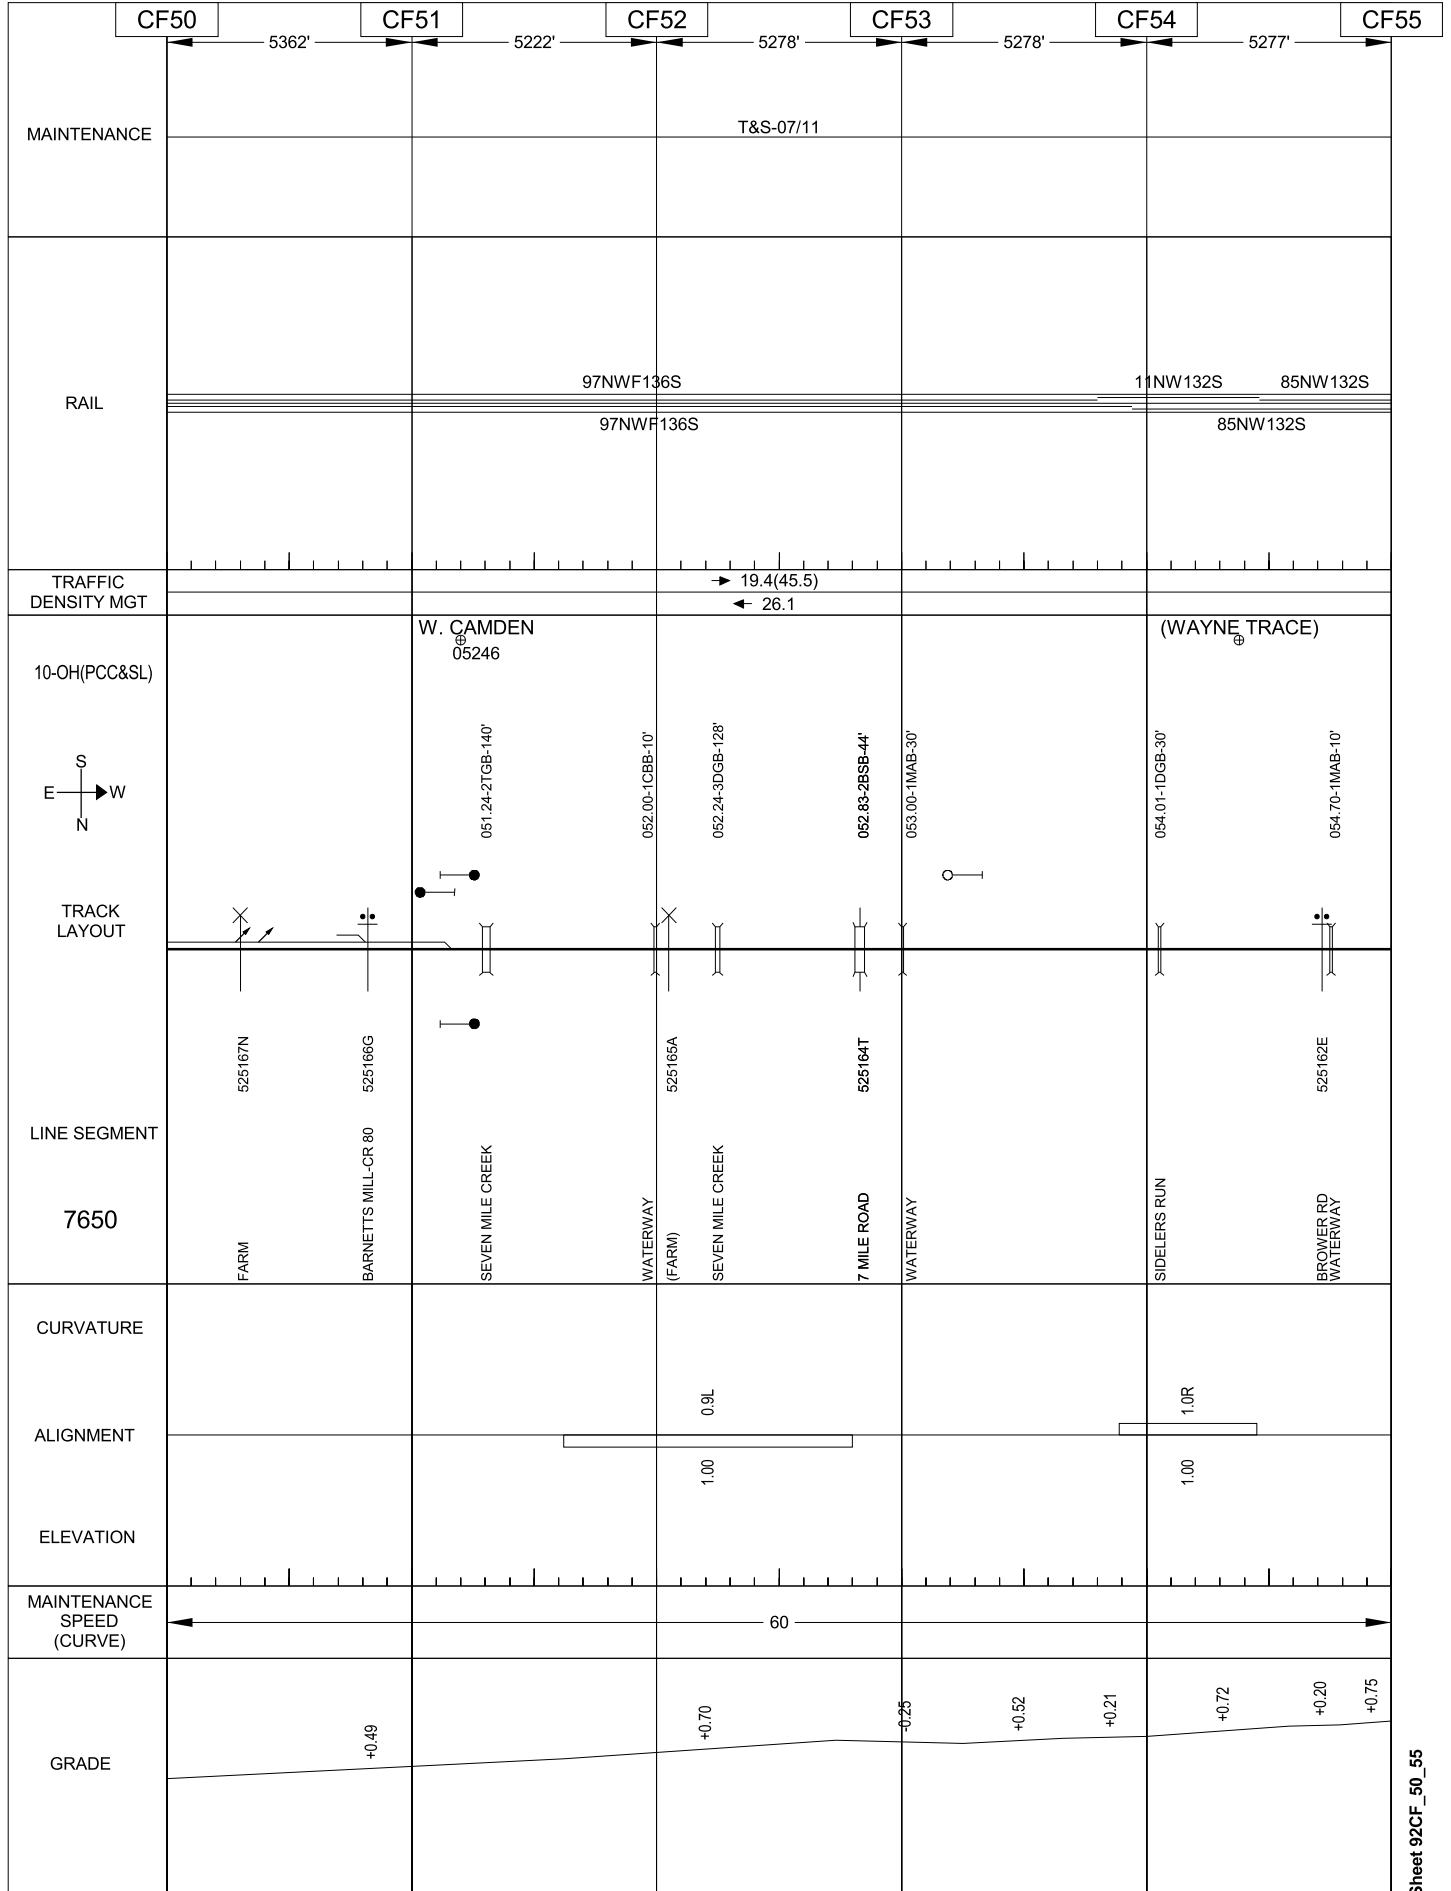 CF50 CF51 CF52 CF53 CF54 CF55
5362' 5222' 5278' 5278' 5277'
MAINTENANCE
T&S-07/11
RAIL
97NWF136S 11NW132S 85NW132S
97NWF136S 85NW132S
TRAFFIC
DENSITY MGT
19.4(45.5)
26.1
10-OH(PCC&SL)
W. CAMDEN
05246
(WAYNE TRACE)
S
E W
N
051.24-2TGB-140'
052.00-1CBB-10'
052.24-3DGB-128'
052.83-2BSB-44'
053.00-1MAB-30'
054.01-1DGB-30'
054.70-1MAB-10'
TRACK
LAYOUT
525167N
525166G
525165A
525164T
525162E
LINE SEGMENT
7650
FARM
BARNETTS MILL-CR 80
SEVEN MILE CREEK
WATERWAY
(FARM)
SEVEN MILE CREEK
7 MILE ROAD
WATERWAY
SIDELERS RUN
BROWER RD
WATERWAY
CURVATURE
0.9L
1.0R
ALIGNMENT
1.00
1.00
ELEVATION
MAINTENANCE
SPEED
(CURVE)
60
GRADE
+0.49
+0.70
-0.25
+0.52
+0.21
+0.72
+0.20
+0.75
Sheet 92CF_50_55